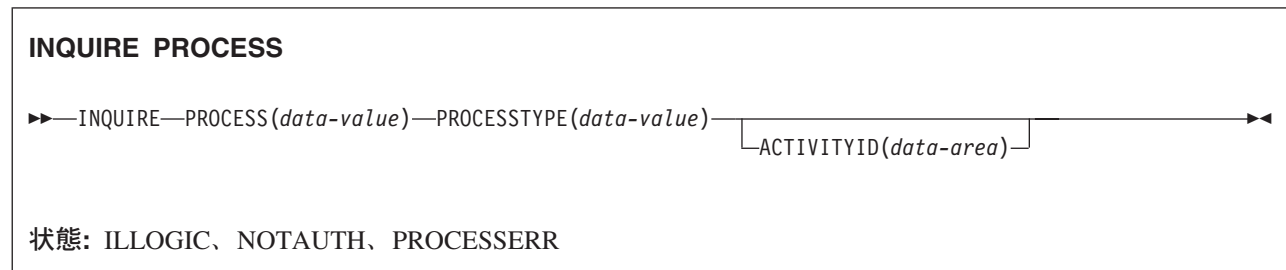 INQUIRE PROCESS
►►—INQUIRE—PROCESS(data-value)—PROCESSTYPE(data-value)—►◄
ACTIVITYID(data-area)
状態: ILLOGIC、NOTAUTH、PROCESSERR